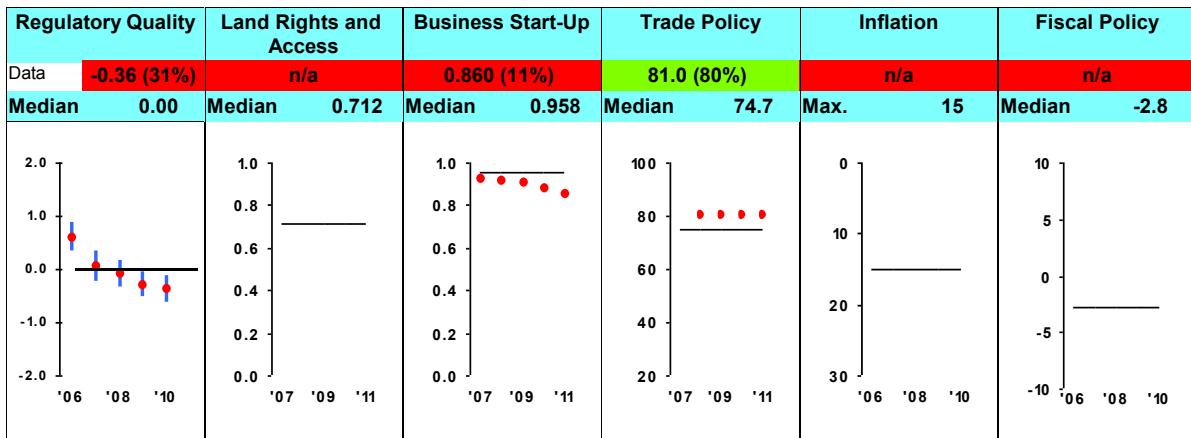 Regulatory Quality
Land Rights and
Access
Business Start-Up
Trade Policy
Inflation
Fiscal Policy
Data -0.36 (31%)
n/a
0.860 (11%)
81.0 (80%)
n/a
n/a
Median 0.00
Median 0.712
Median 0.958
Median 74.7
Max. 15
Median -2.8
2.0
1.0
0.0
-1.0
-2.0
'06 '08 '10
1.0
0.8
0.6
0.4
0.2
0.0
'07 '09 '11
1.0
0.8
0.6
0.4
0.2
0.0
'07 '09 '11
100
80
60
40
20
'07 '09 '11
0
10
20
30
'06 '08 '10
10
5
0
-5
-10
'06 '08 '10